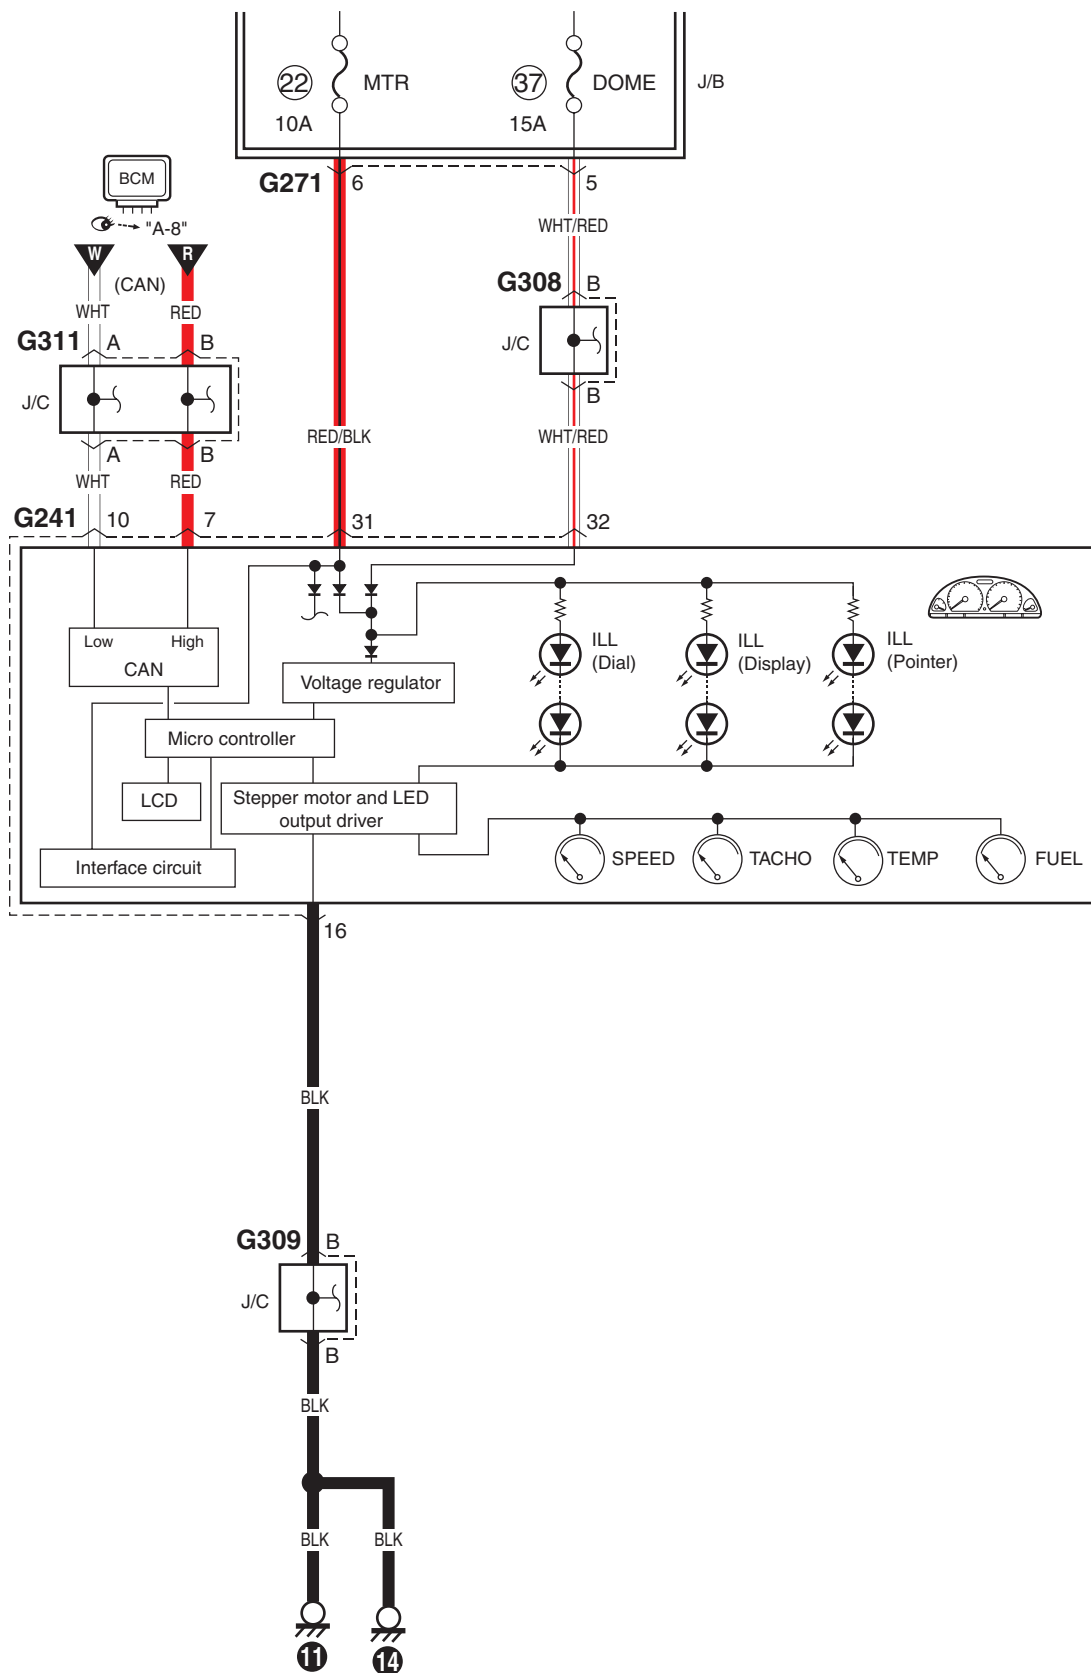 22 MTR
10A
37 DOME
15A
J/B
BCM
"A-8"
W R
(CAN)
G271 6 5
WHT/RED
WHT RED
G311 A B
J/C
A B
WHT RED
G308 B
J/C
B
RED/BLK
WHT/RED
G241 10 7 31 32
Low High
CAN
Voltage regulator
Micro controller
LCD
Stepper motor and LED
output driver
Interface circuit
ILL
(Dial)
ILL
(Display)
ILL
(Pointer)
SPEED TACHO TEMP FUEL
16
BLK
G309 B
J/C
B
BLK
BLK BLK
11 14